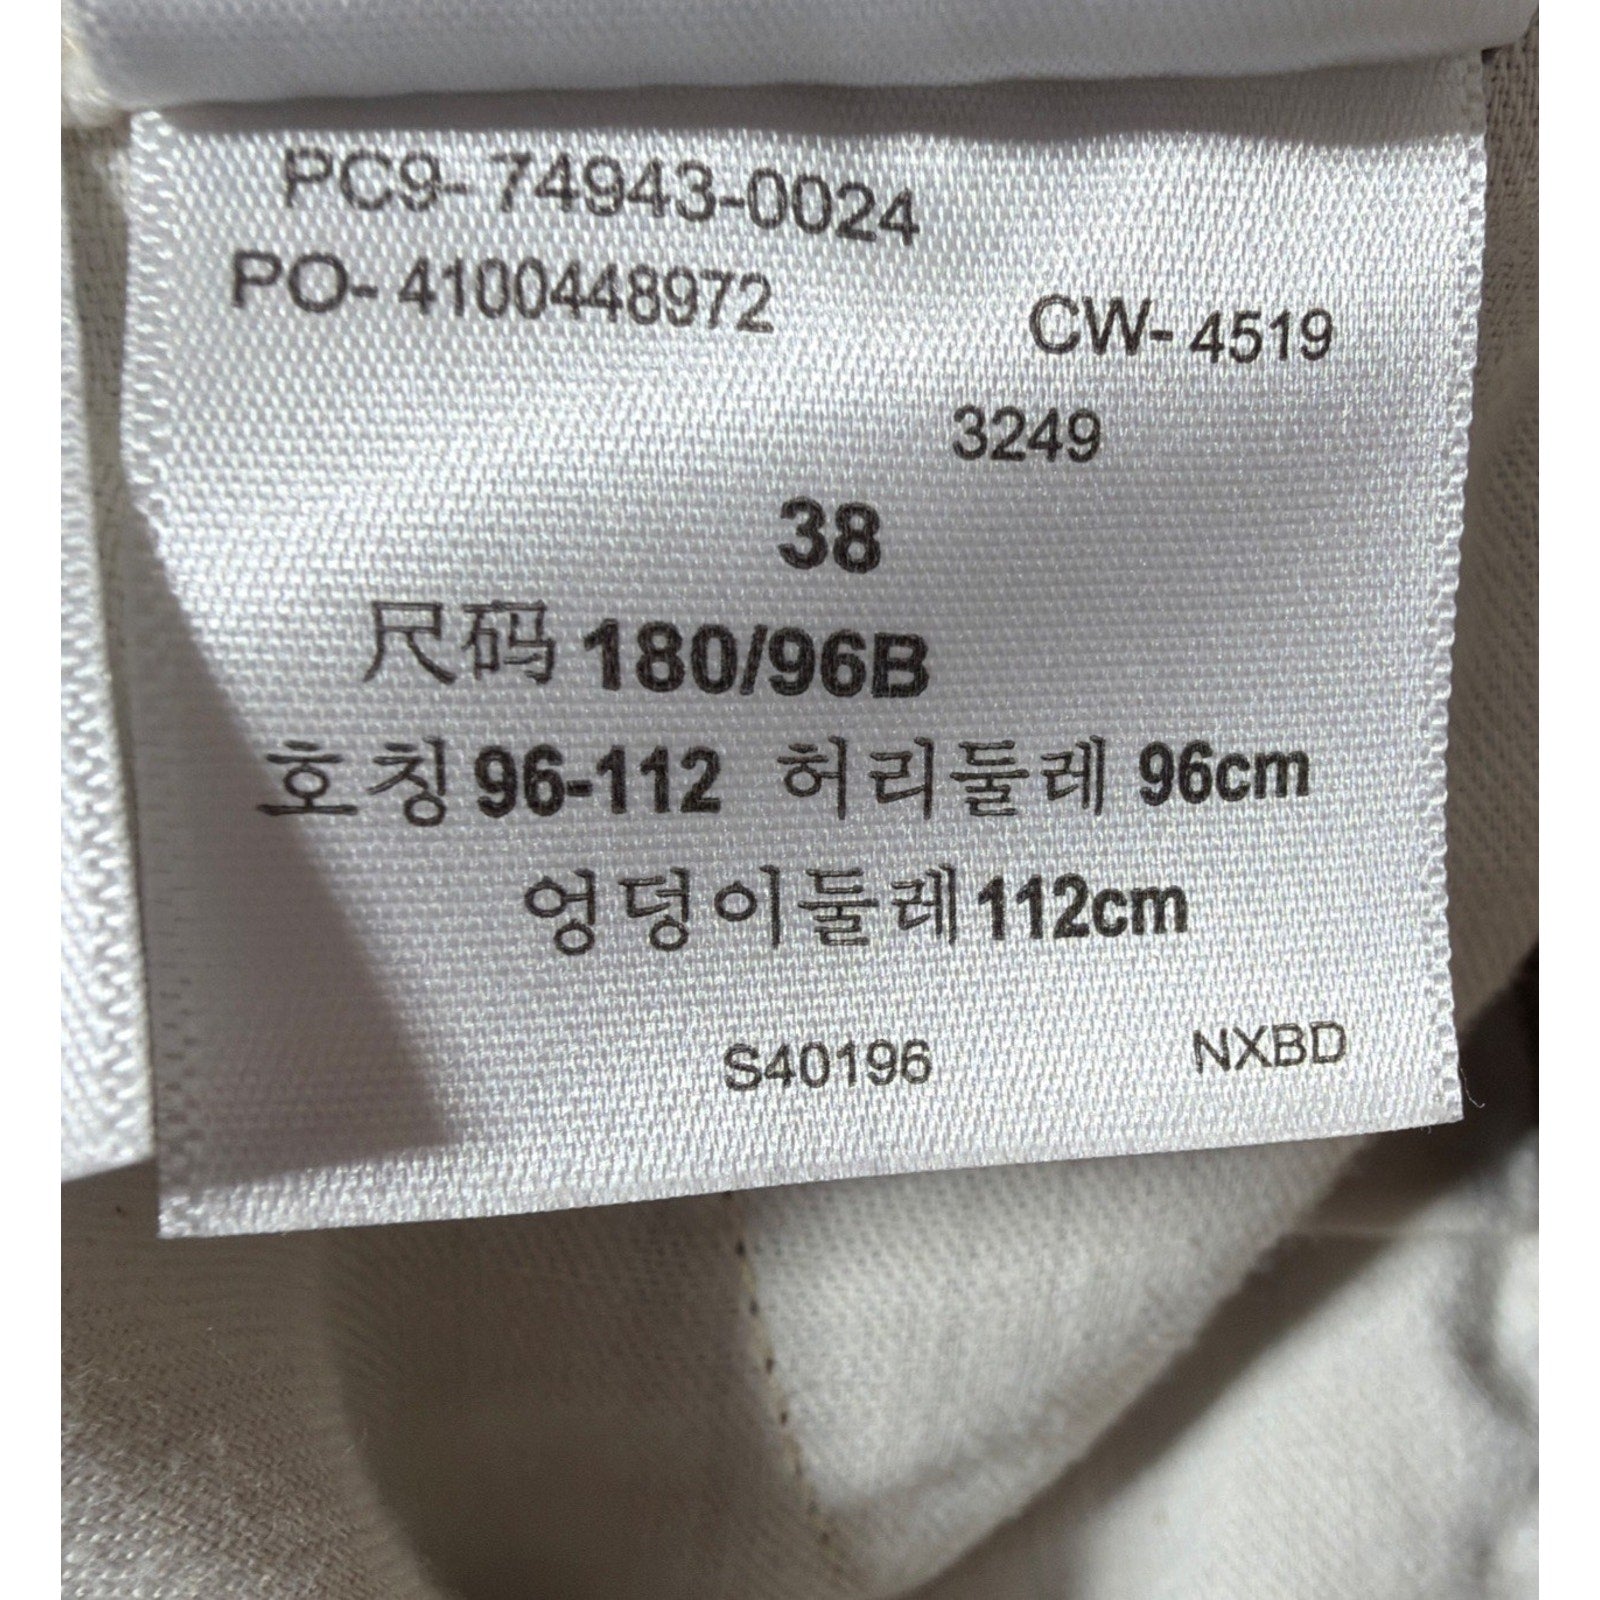 PC9- 74943-0024
PO- 4100448972
CW- 4519
3249
38
尺码 180/96B
호칭 96-112 허리둘레 96cm
엉덩이둘레 112cm
S40196 NXBD